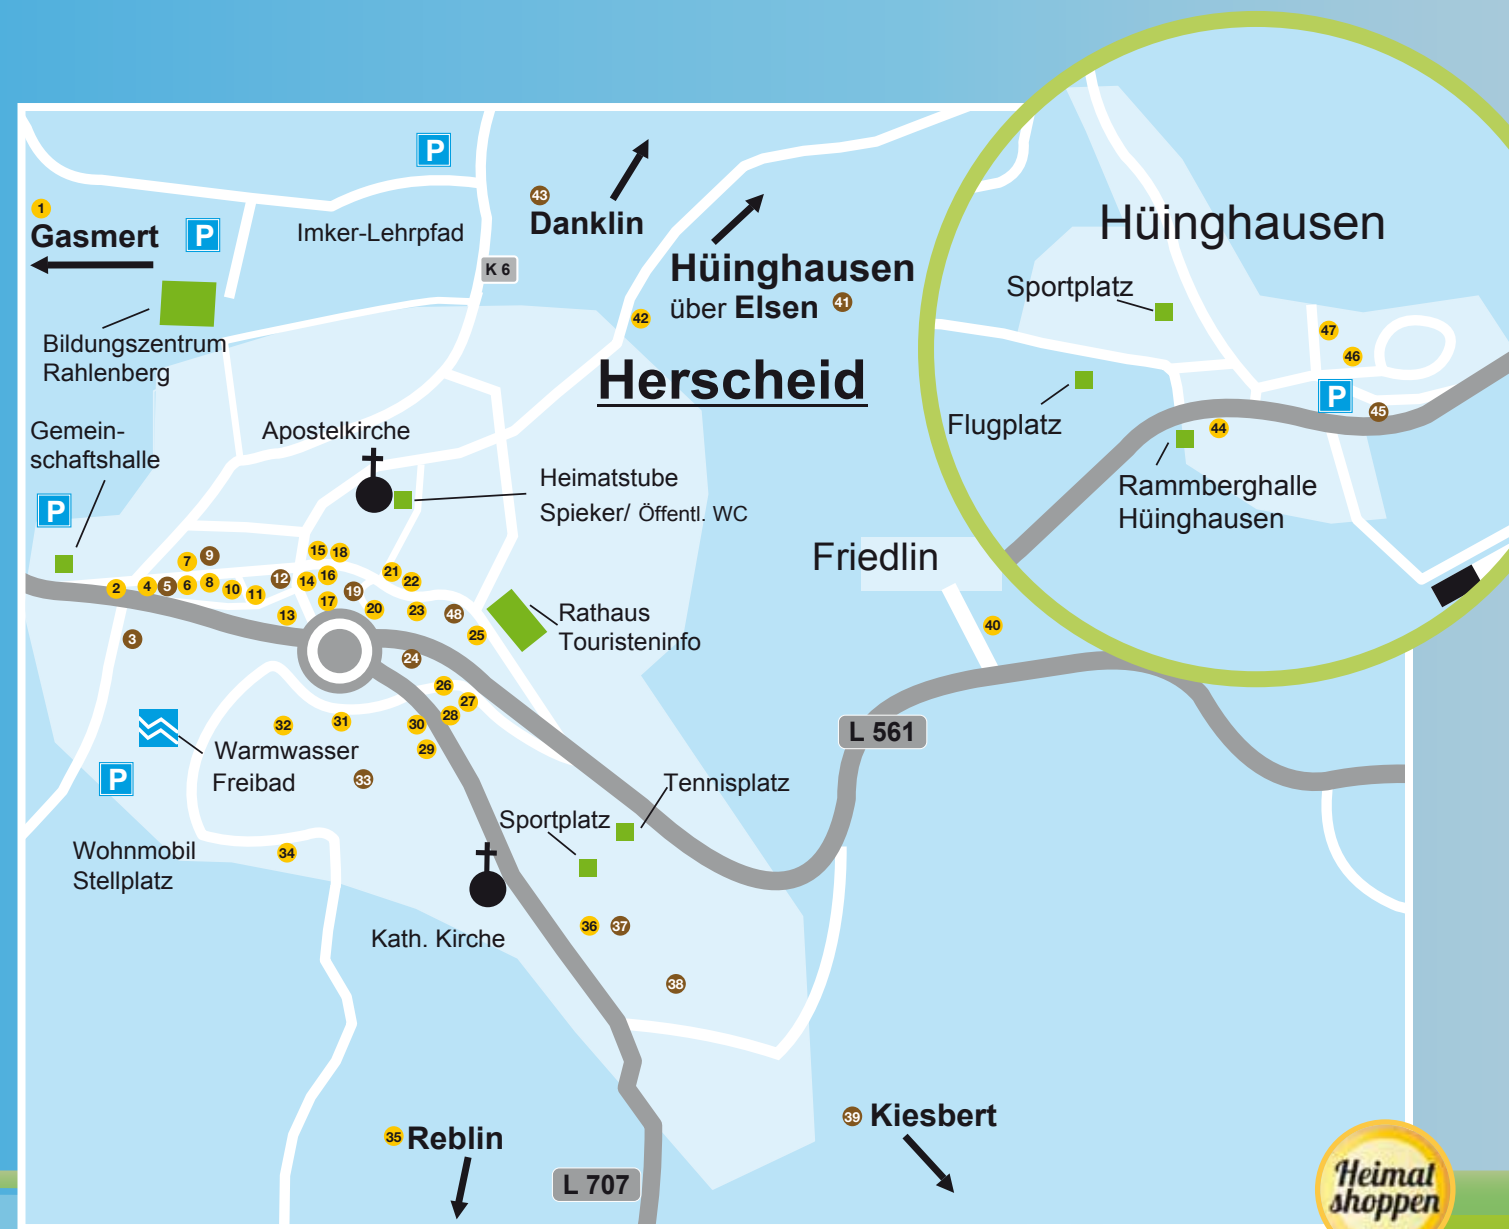 P
43
Danklin
1
Gasmert
P
Imker-Lehrpfad
K 6
Hüinghausen
über Elsen 41
42
Bildungszentrum
Rahlenberg
Herscheid
Hüinghausen
Sportplatz
47
46
P
45
Flugplatz
44
Rammberghalle
Hüinghausen
Gemein-
schaftshalle
P
Apostelkirche
Heimatstube
Spieker/ Öffentl. WC
Friedlin
40
15 18
7 9
21
22
2 4 5 6 8 10 11 12 14 16
17 19 20 23 48
13
25
3
24
Rathaus
Touristeninfo
26
27
28
32 31 30
29
Warmwasser
Freibad
33
P
L 561
Tennisplatz
Sportplatz
Wohnmobil
Stellplatz
34
36 37
Kath. Kirche
38
35 Reblin
39 Kiesbert
L 707
Heimat
shoppen